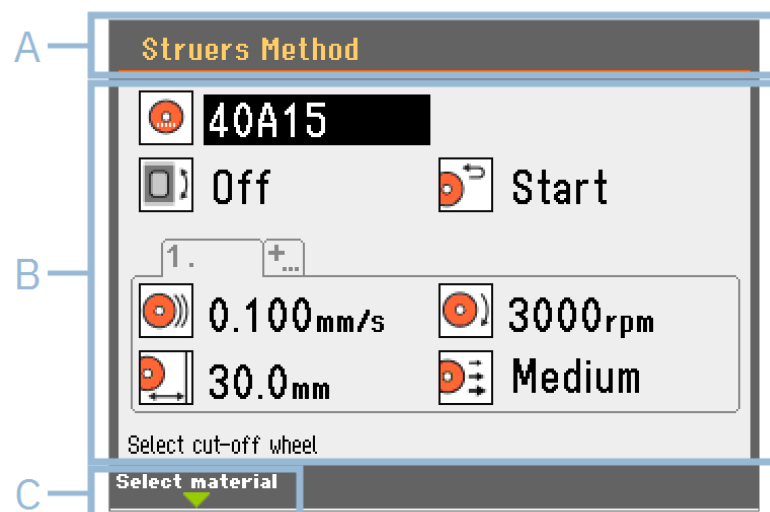 A
Struers Method
B
40A15
Off Start
1. +...
0.100mm/s 3000rpm
30.0mm Medium
Select cut-off wheel
C
Select material